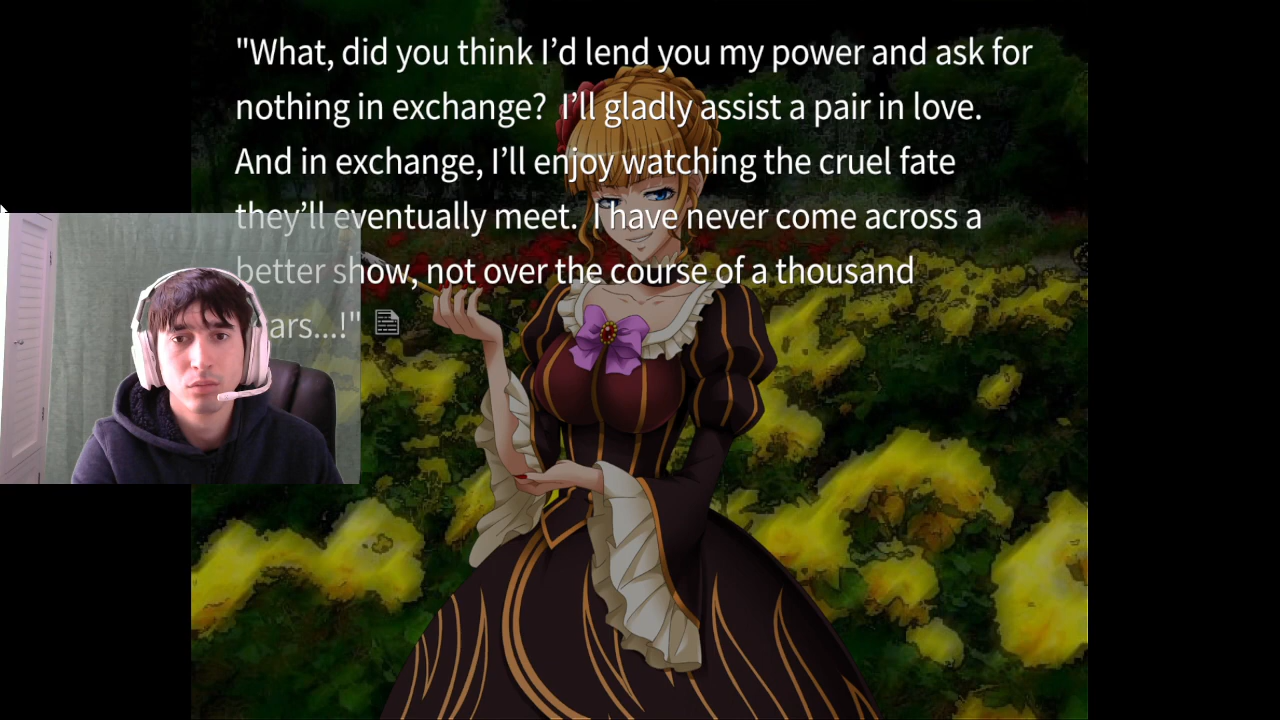 "What, did you think I’d lend you my power and ask for
nothing in exchange?  I’ll gladly assist a pair in love.
And in exchange, I’ll enjoy watching the cruel fate
they’ll eventually meet.  I have never come across a
better show, not over the course of a thousand
ars...!"